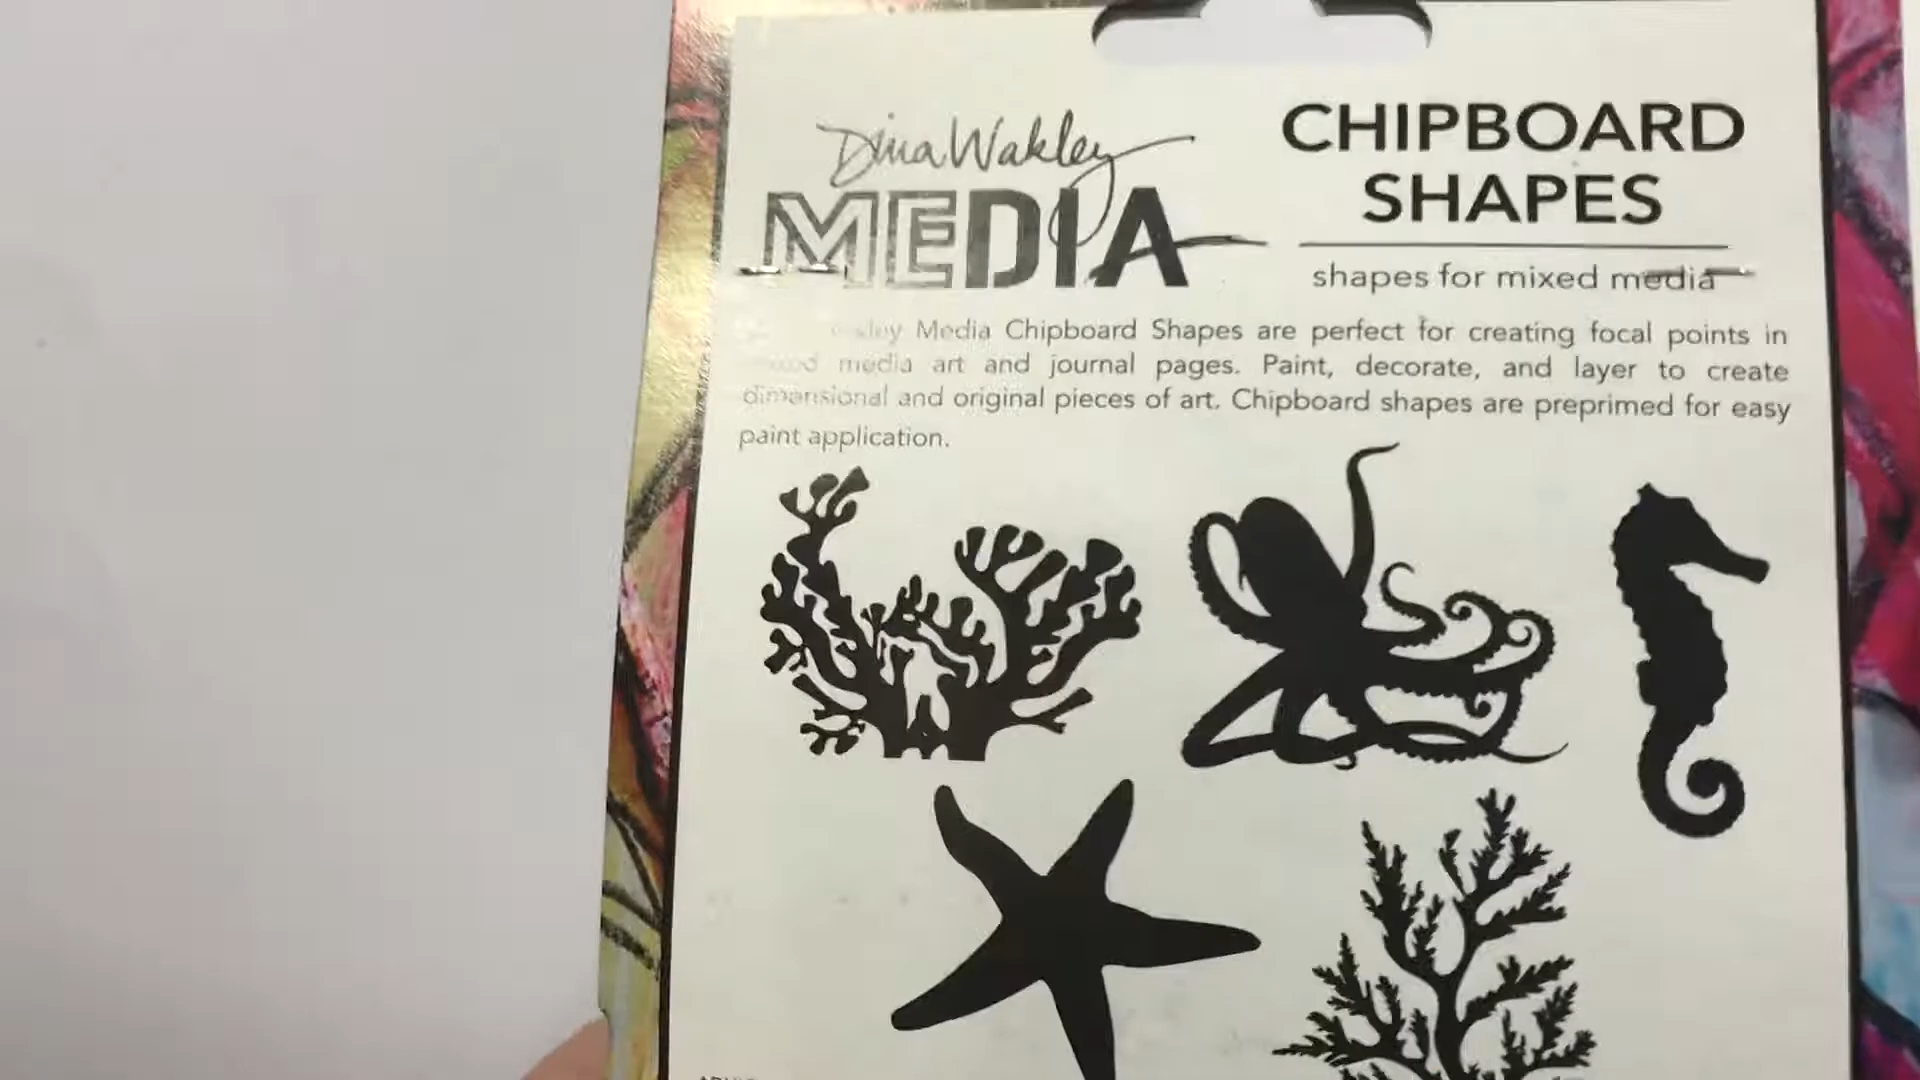 Dina Wakley
MEDIA
CHIPBOARD
SHAPES
shapes for mixed media
Media Chipboard Shapes are perfect for creating focal points in
mixed media art and journal pages. Paint, decorate, and layer to create
dimensional and original pieces of art. Chipboard shapes are preprimed for easy
paint application.